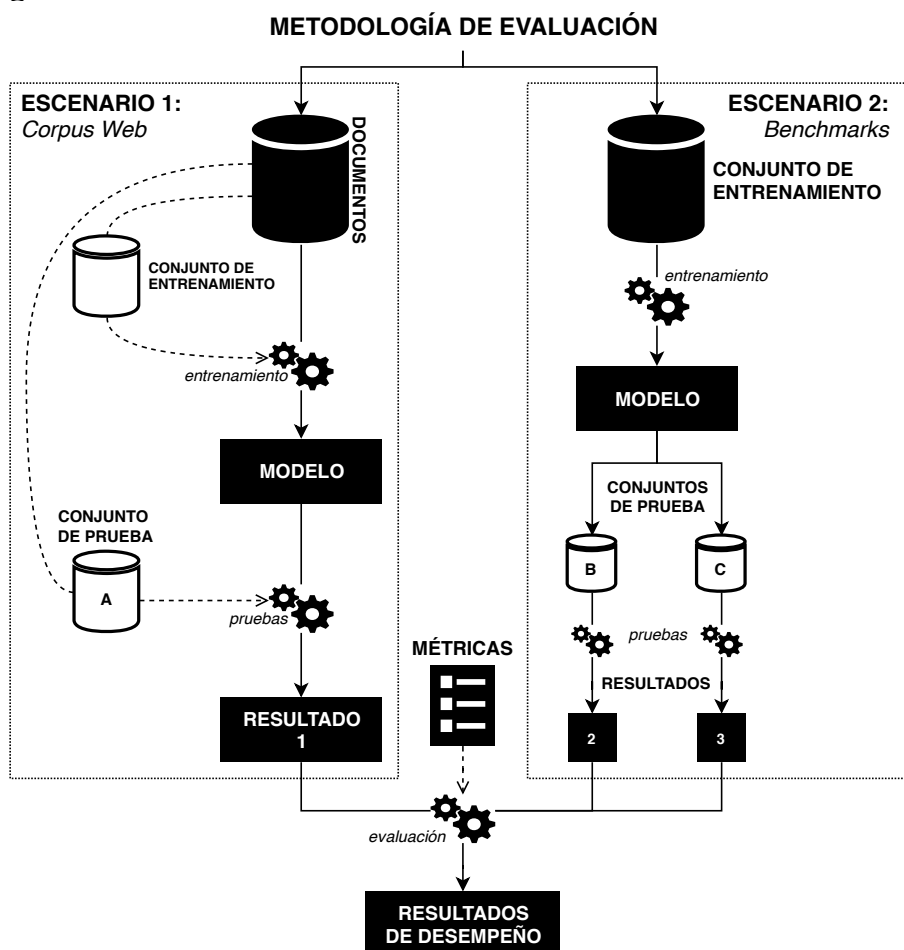 METODOLOGÍA DE EVALUACIÓN
ESCENARIO 1:
Corpus Web
DOCUMENTOS
CONJUNTO DE
ENTRENAMIENTO
entrenamiento
MODELO
CONJUNTO
DE PRUEBA
A
pruebas
RESULTADO
1
ESCENARIO 2:
Benchmarks
CONJUNTO DE
ENTRENAMIENTO
entrenamiento
MODELO
CONJUNTOS
DE PRUEBA
B
C
pruebas
RESULTADOS
2
3
MÉTRICAS
evaluación
RESULTADOS
DE DESEMPEÑO